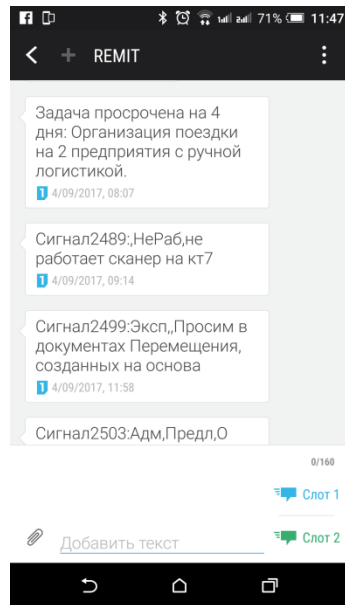 71% 11:47
REMIT
Задача просрочена на 4
дня: Организация поездки
на 2 предприятия с ручной
логистикой.
1 4/09/2017, 08:07
Сигнал2489:,НеРаб,не
работает сканер на кт7
1 4/09/2017, 09:14
Сигнал2499:Эксп,,Просим в
документах Перемещения,
созданных на основа
1 4/09/2017, 11:58
Сигнал2503:Адм,Предл,О
0/160
Слот 1
Добавить текст
Слот 2